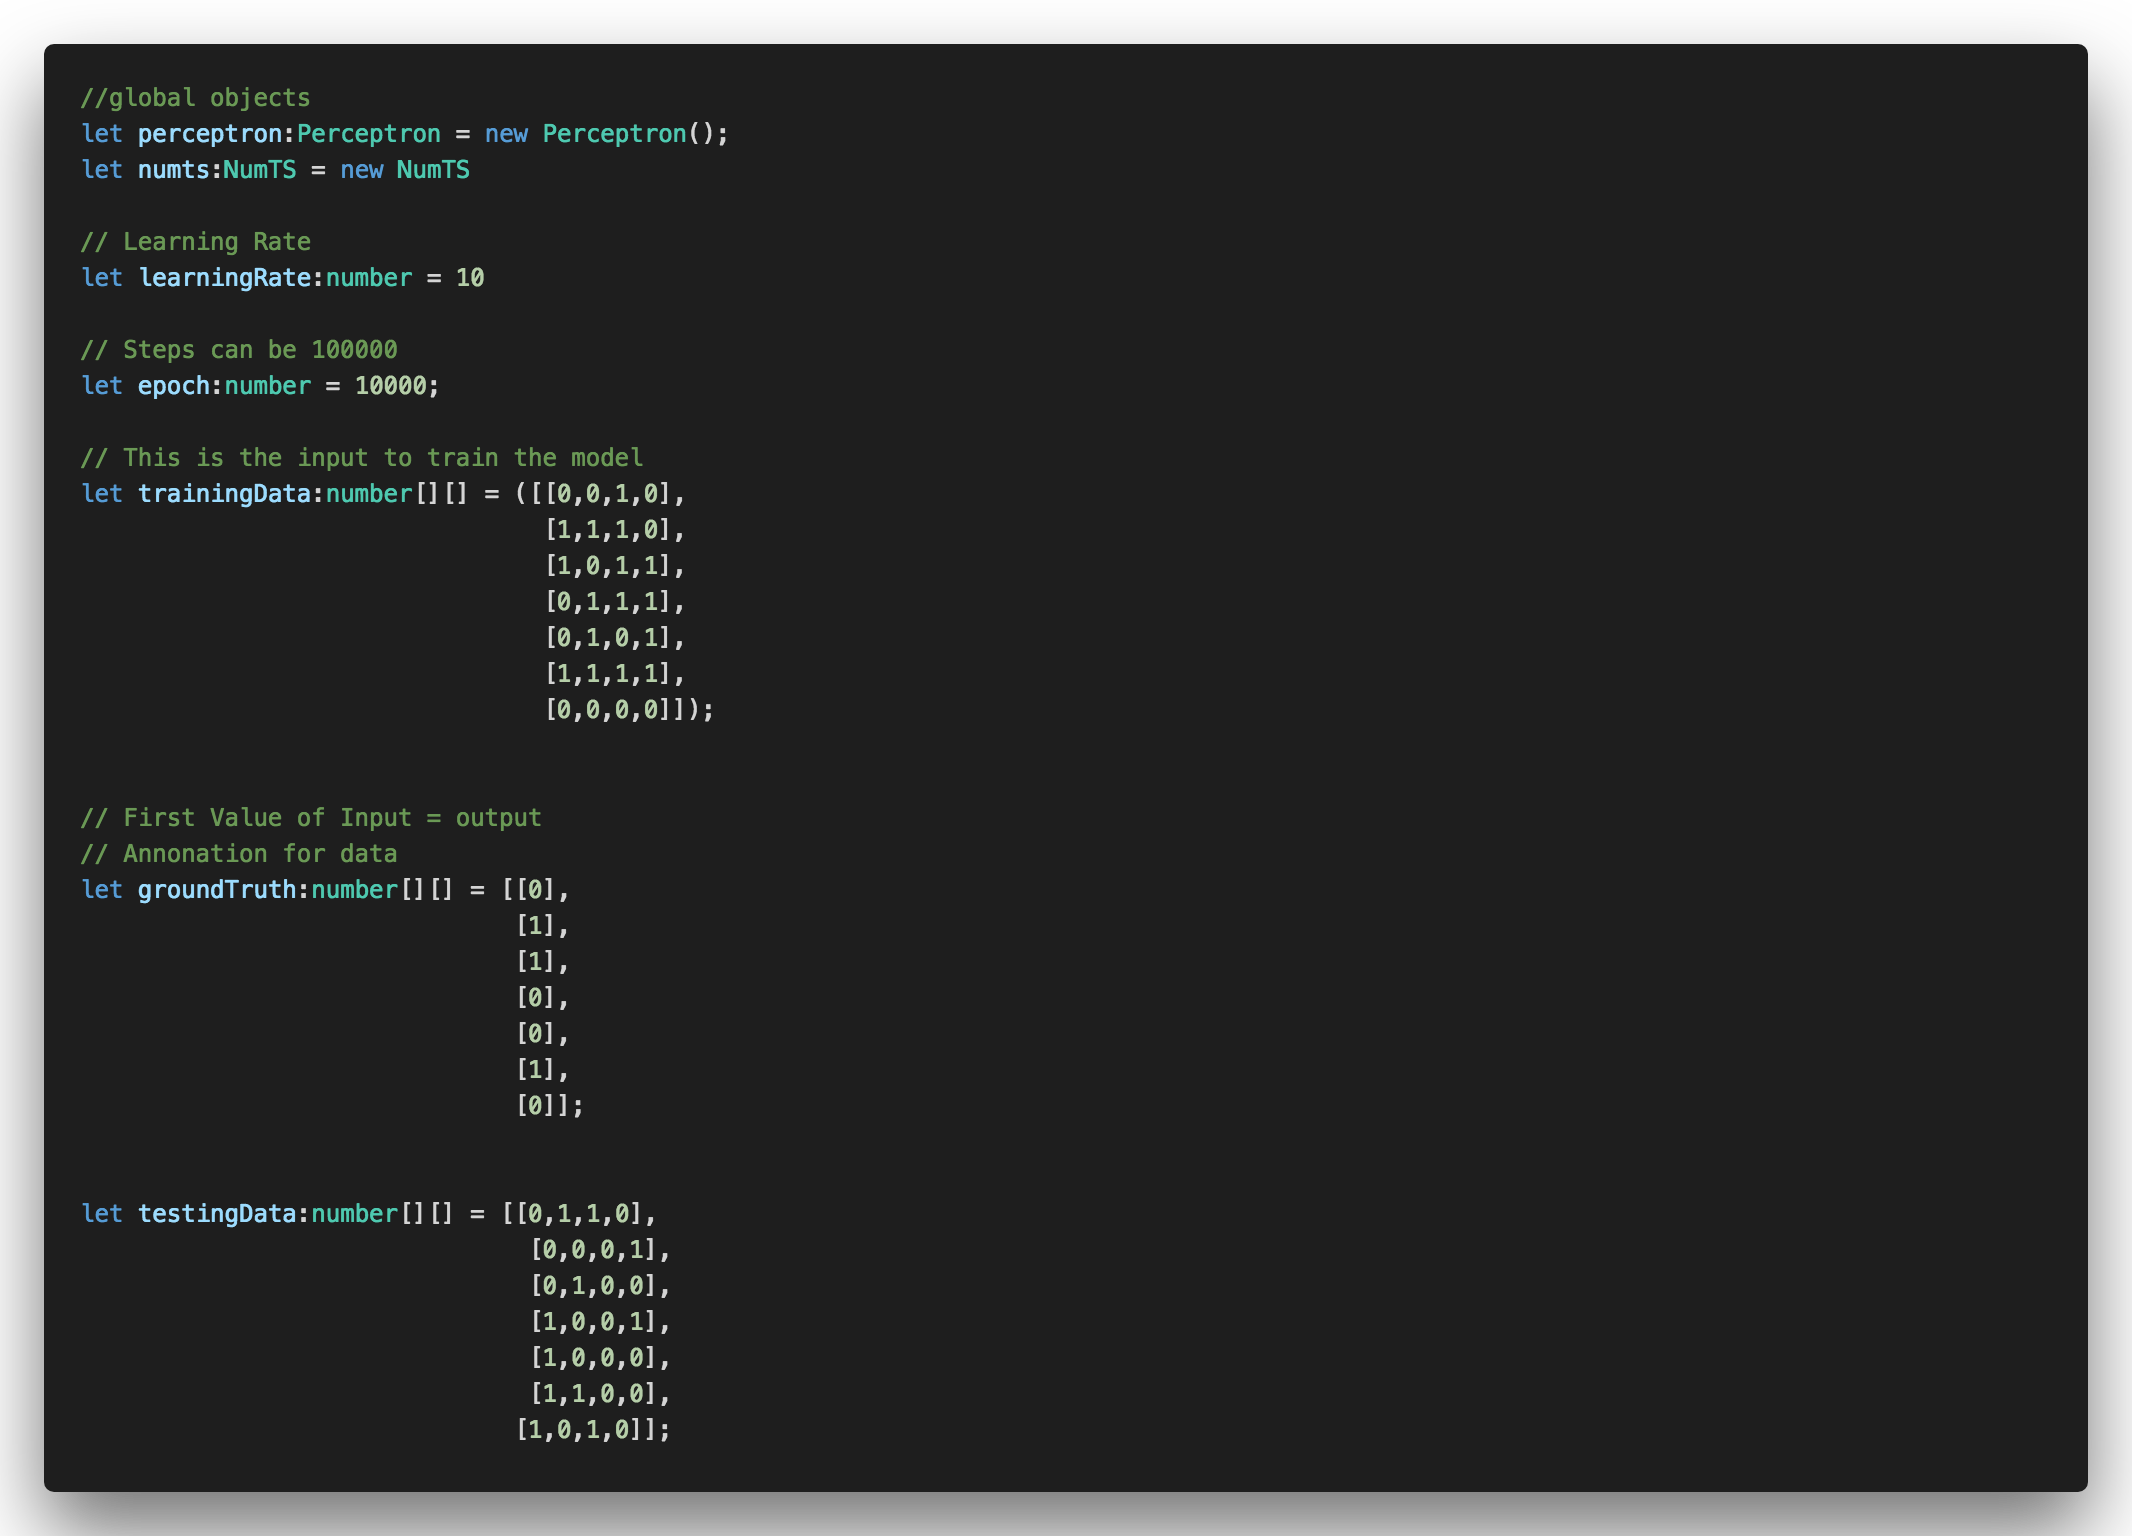 //global objects
let perceptron:Perceptron = new Perceptron();
let numts:NumTS = new NumTS
// Learning Rate
let learningRate:number = 10
// Steps can be 100000
let epoch:number = 10000;
// This is the input to train the model
let trainingData:number[][] = ([[0,0,1,0],
[1,1,1,0],
[1,0,1,1],
[0,1,1,1],
[0,1,0,1],
[1,1,1,1],
[0,0,0,0]]);
// First Value of Input = output
// Annonation for data
let groundTruth:number[][] = [[0],
[1],
[1],
[0],
[0],
[1],
[0]];
let testingData:number[][] = [[0,1,1,0],
[0,0,0,1],
[0,1,0,0],
[1,0,0,1],
[1,0,0,0],
[1,1,0,0],
[1,0,1,0]];